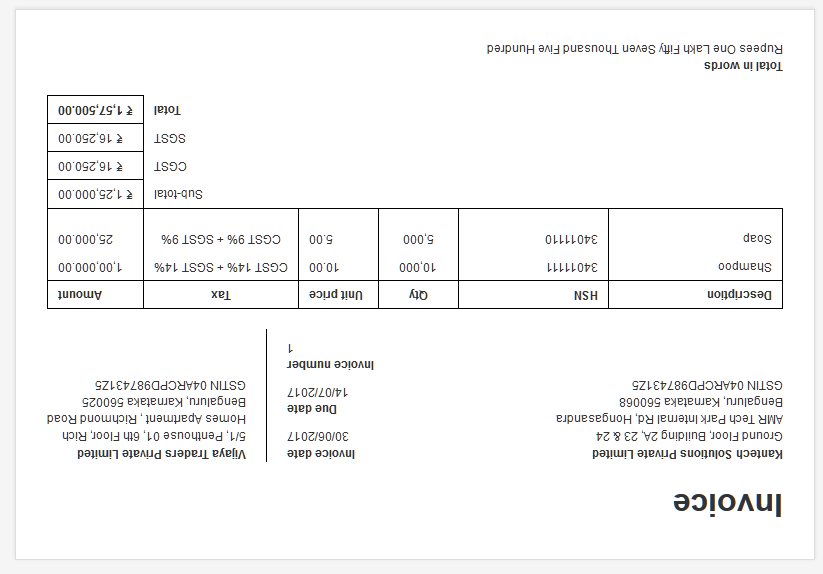 Invoice
Kantech Solutions Private Limited
Ground Floor, Building 2A, 23 & 24
AMR Tech Park Internal Rd, Hongasandra
Bengaluru, Karnataka 560068
GSTIN 04ARCPD987431Z5
Invoice date
30/06/2017
Due date
14/07/2017
Invoice number
1
Vijaya Traders Private Limited
5/1, Penthouse 01, 6th Floor, Rich
Homes Apartment , Richmond Road
Bengaluru, Karnataka 560025
GSTIN 04ARCPD987431Z5
Description HSN Qty Unit price Tax Amount
Shampoo 34011111 10,000 10.00 CGST 14% + SGST 14% 1,00,000.00
Soap 34011110 5,000 5.00 CGST 9% + SGST 9% 25,000.00
Sub-total ₹ 1,25,000.00
CGST ₹ 16,250.00
SGST ₹ 16,250.00
Total ₹ 1,57,500.00
Total in words
Rupees One Lakh Fifty Seven Thousand Five Hundred